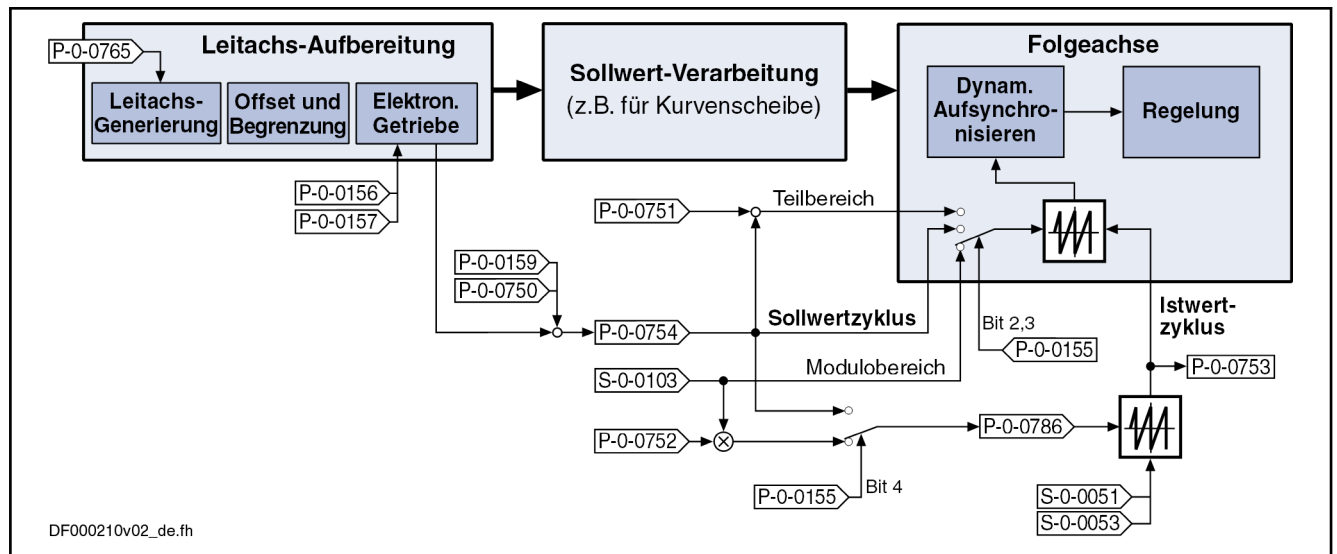 P-0-0765
Leitachs-Aufbereitung
Leitachs-
Generierung
Offset und
Begrenzung
Elektron.
Getriebe
Sollwert-Verarbeitung
(z.B. für Kurvenscheibe)
Folgeachse
Dynam.
Aufsynchro-
nisieren
Regelung
P-0-0156
P-0-0157
P-0-0751
Teilbereich
P-0-0159
P-0-0750
P-0-0754
Sollwertzyklus
Bit 2,3
P-0-0155
Istwert-
zyklus
P-0-0753
S-0-0103
Modulobereich
P-0-0752
P-0-0786
P-0-0155
Bit 4
S-0-0051
S-0-0053
DF000210v02_de.fh